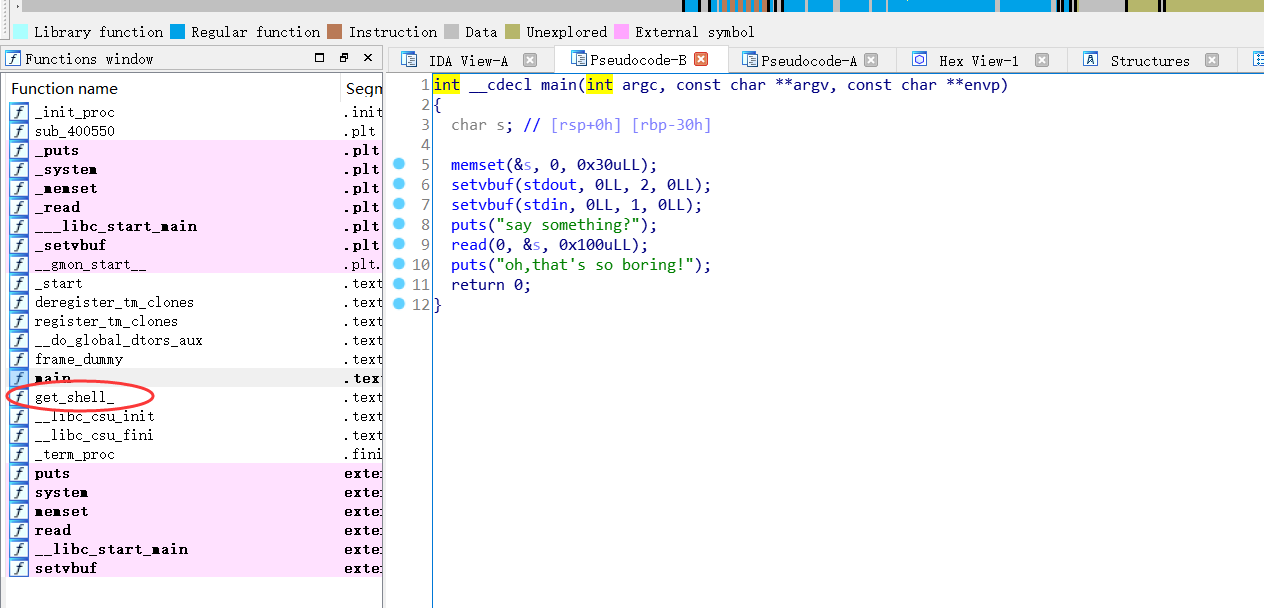 Library function Regular function Instruction Data Unexplored External symbol
Functions window
IDA View-A Pseudocode-B Pseudocode-A Hex View-1 Structures
Function name Segm
_init_proc .init
sub_400550 .plt
_puts .plt
_system .plt
_memset .plt
_read .plt
___libc_start_main .plt
_setvbuf .plt
__gmon_start__ .plt.
_start .text
deregister_tm_clones .text
register_tm_clones .text
__do_global_dtors_aux .text
frame_dummy .text
main .text
get_shell_ .text
__libc_csu_init .text
__libc_csu_fini .text
_term_proc .fini
puts exte
system exte
memset exte
read exte
__libc_start_main exte
setvbuf exte
1 int __cdecl main(int argc, const char **argv, const char **envp)
2 {
3 char s; // [rsp+0h] [rbp-30h]
4
5 memset(&s, 0, 0x30uLL);
6 setvbuf(stdout, 0LL, 2, 0LL);
7 setvbuf(stdin, 0LL, 1, 0LL);
8 puts("say something?");
9 read(0, &s, 0x100uLL);
10 puts("oh,that's so boring!");
11 return 0;
12 }